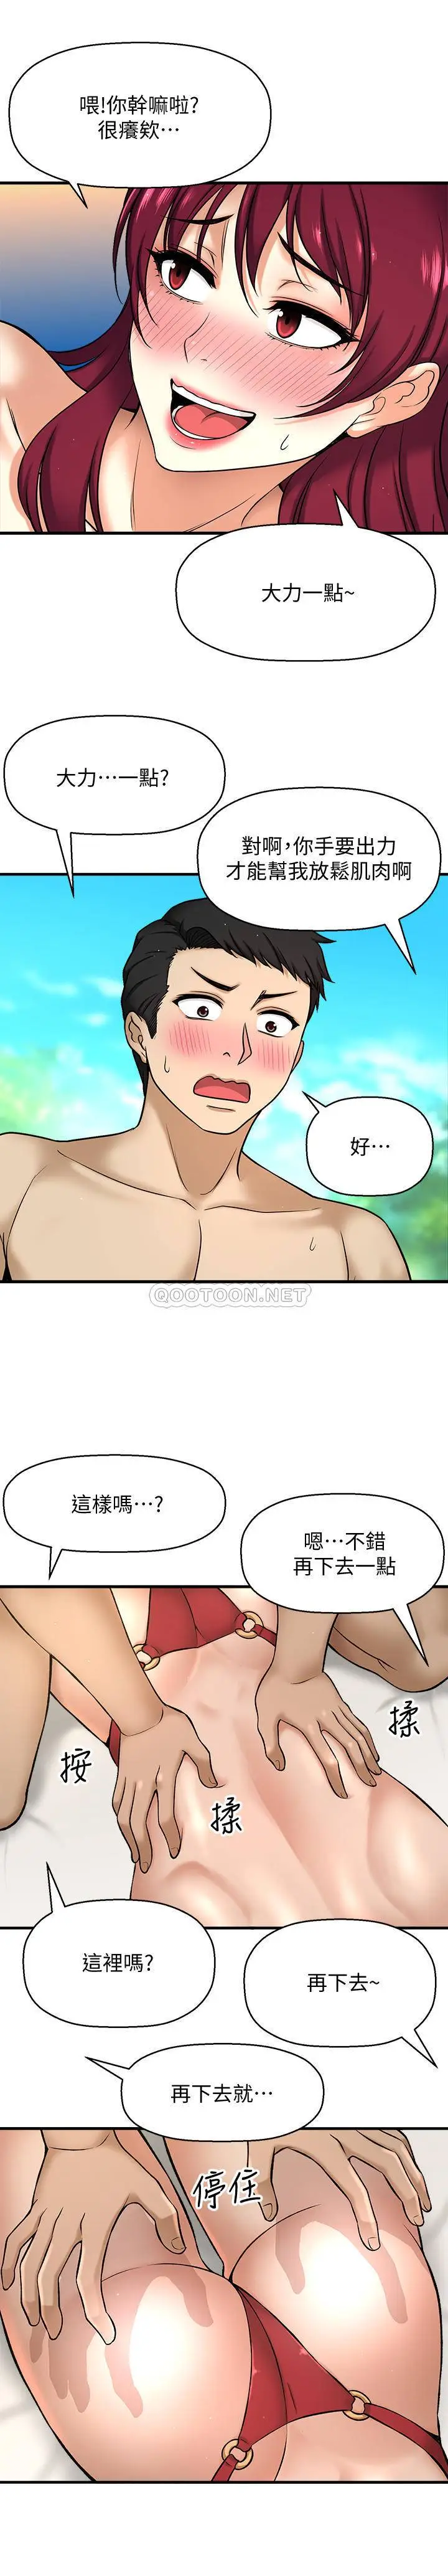 喂!你幹嘛啦?
很癢欸…
大力一點~
大力…一點?
對啊,你手要出力
才能幫我放鬆肌肉啊
好…
QOOTOON.NET
這樣嗎…?
嗯…不錯
再下去一點
揉
按
揉
這裡嗎?
再下去~
再下去就…
停住